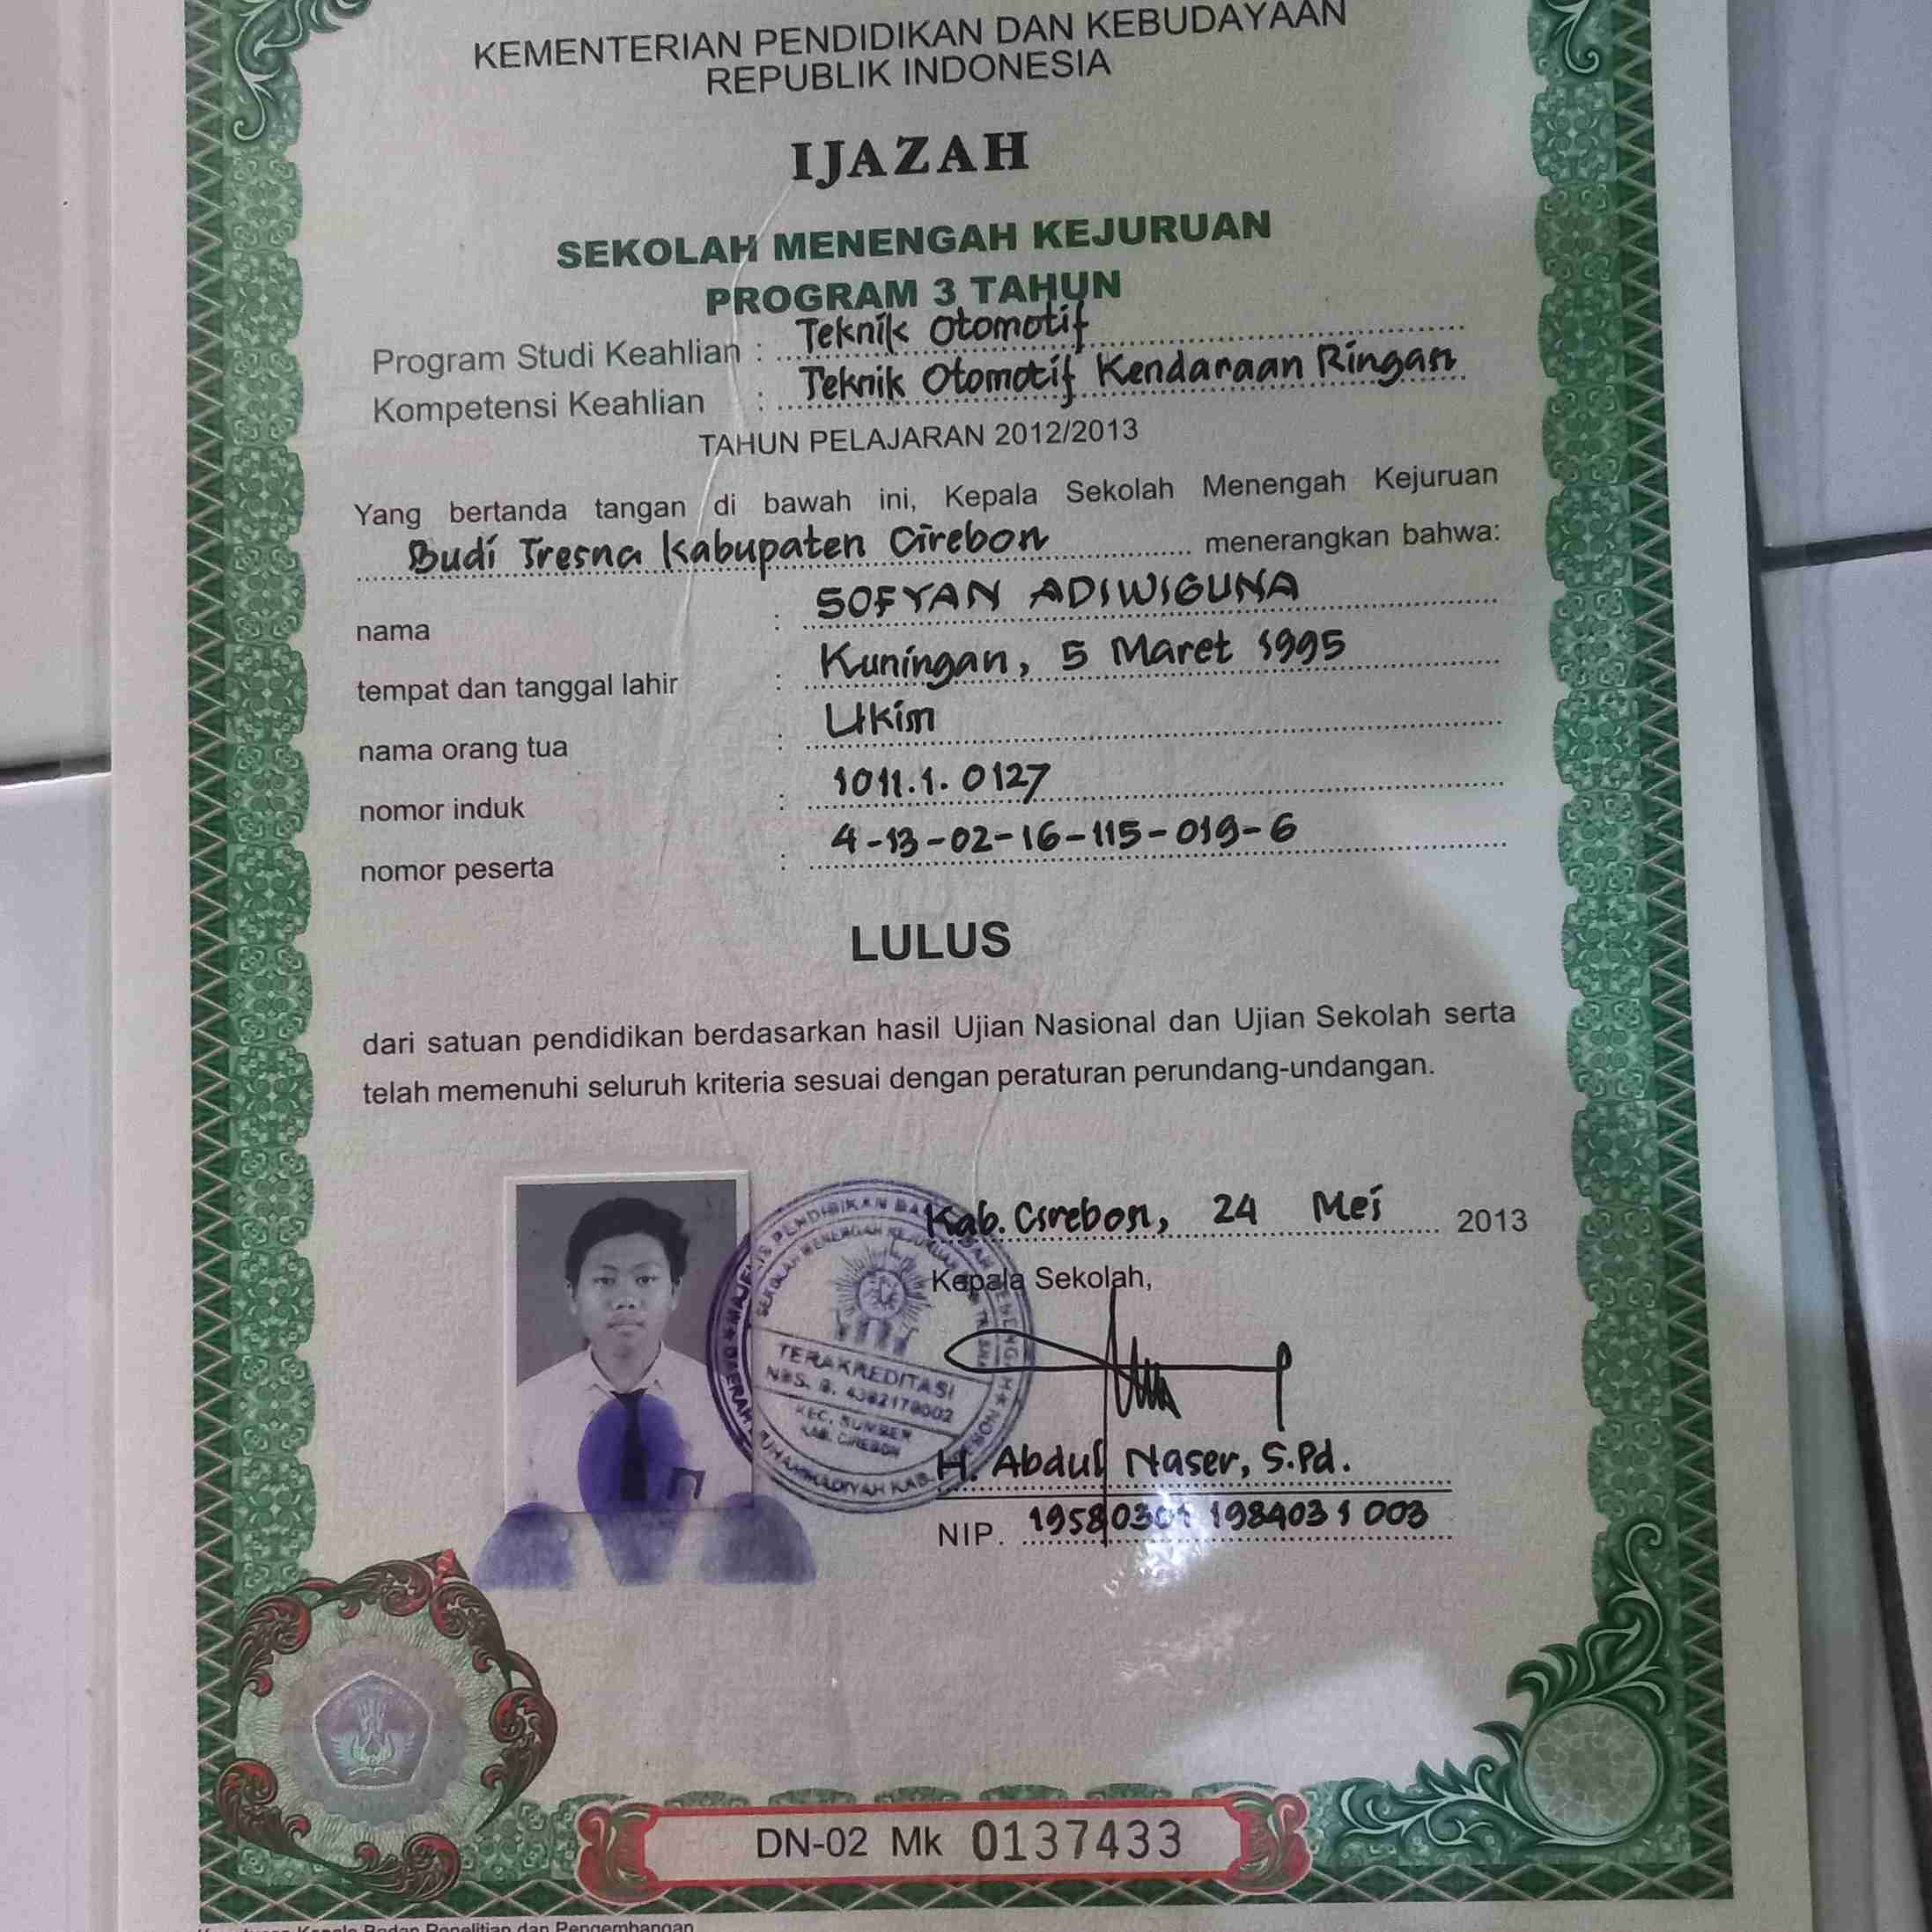 KEMENTERIAN PENDIDIKAN DAN KEBUDAYAAN
REPUBLIK INDONESIA
IJAZAH
SEKOLAH MENENGAH KEJURUAN
PROGRAM 3 TAHUN
Program Studi Keahlian : Teknik Otomotif
Kompetensi Keahlian : Teknik Otomotif Kendaraan Ringan
TAHUN PELAJARAN 2012/2013
Yang bertanda tangan di bawah ini, Kepala Sekolah Menengah Kejuruan
Budi Tresna Kabupaten Cirebon menerangkan bahwa:
nama : SOFYAN ADIWIGUNA
tempat dan tanggal lahir : Kuningan, 5 Maret 1995
nama orang tua : Ukim
nomor induk : 1011.1.0127
nomor peserta : 4-13-02-16-115-019-6
LULUS
dari satuan pendidikan berdasarkan hasil Ujian Nasional dan Ujian Sekolah serta
telah memenuhi seluruh kriteria sesuai dengan peraturan perundang-undangan.
Kab. Cirebon, 24 Mei 2013
Kepala Sekolah,
TERAKREDITASI
KEC. SUMBER
KAB. CIREBON
H. Abdul Naser, S.Pd.
NIP. 19580301 198403 1 003
DN-02 Mk 0137433
Kepala Badan Penelitian dan Pengembangan